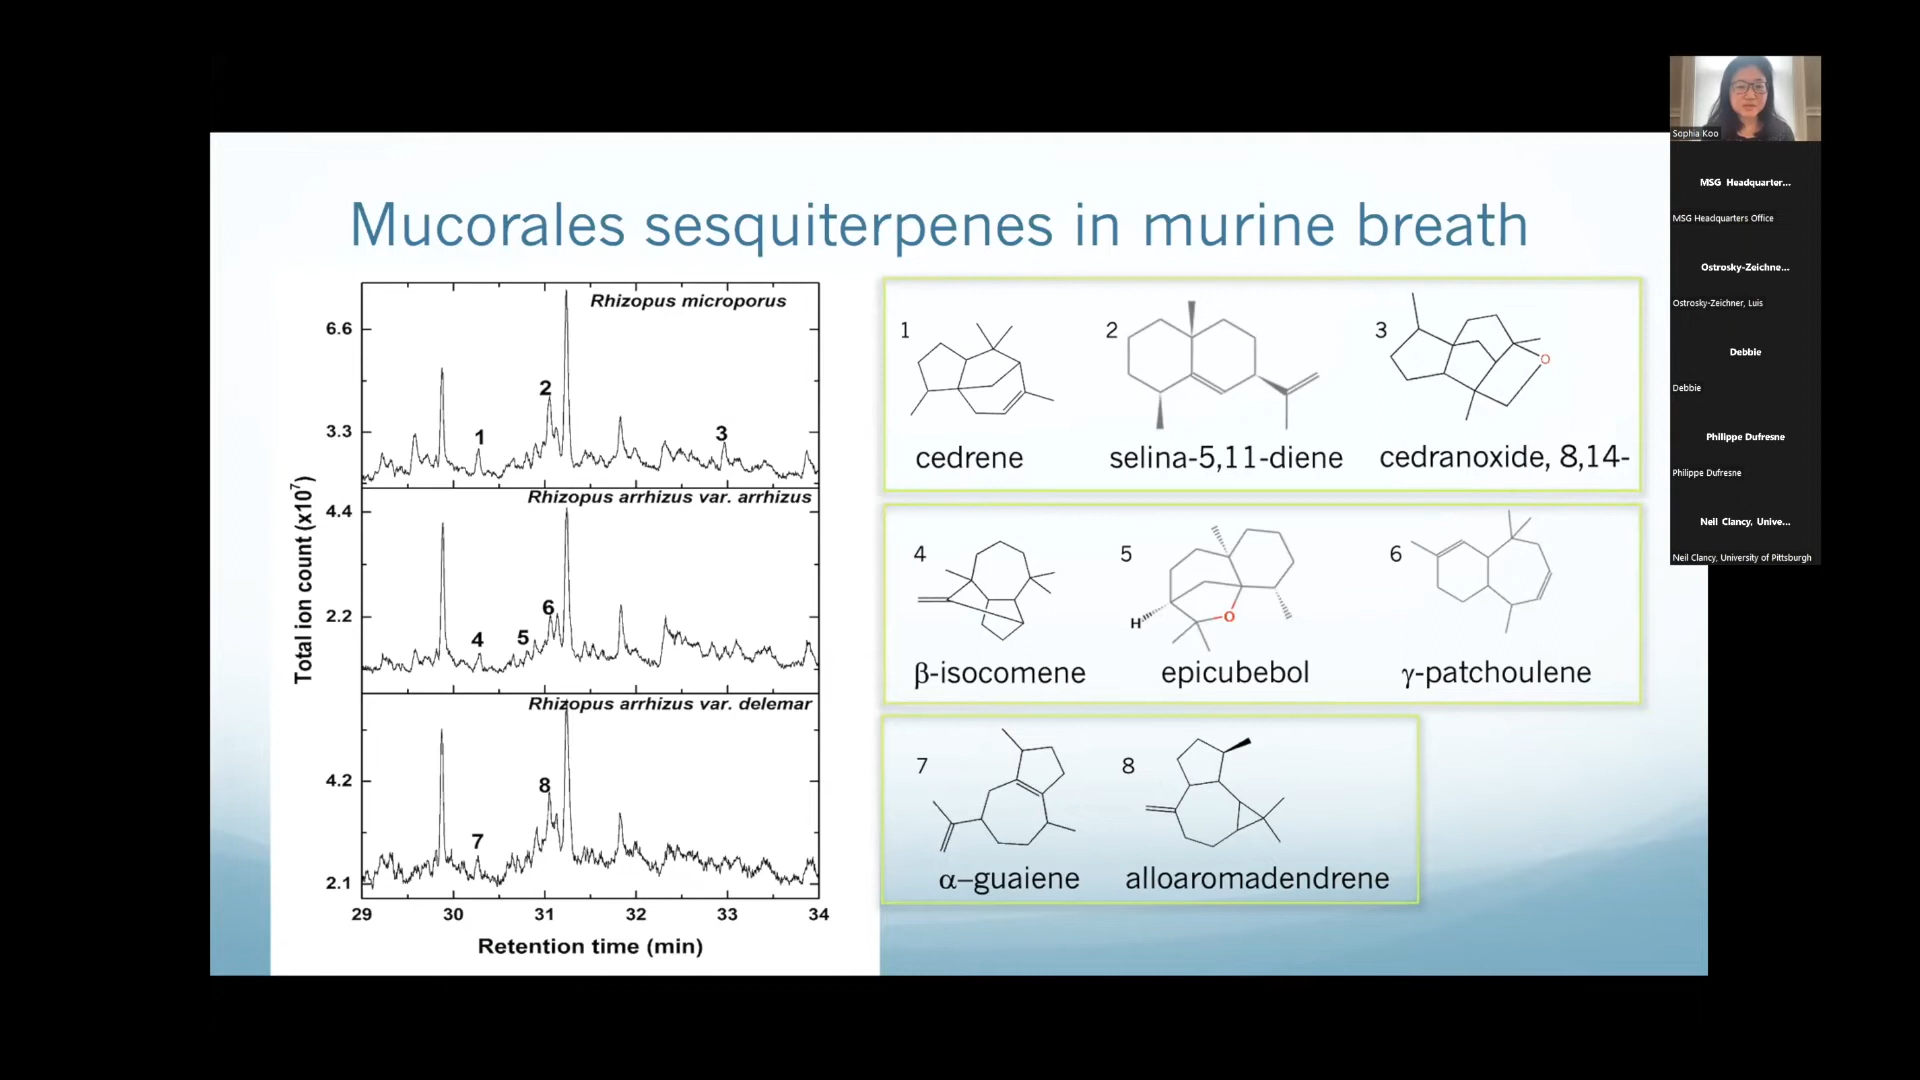 Mucorales sesquiterpenes in murine breath
Rhizopus microporus
6.6
3.3
1
2
3
Rhizopus arrhizus var. arrhizus
4.4
2.2
4
5
6
Rhizopus arrhizus var. delemar
4.2
2.1
7
8
Total ion count (x10⁷)
29 30 31 32 33 34
Retention time (min)
1 2 3
O
cedrene selina-5,11-diene cedranoxide, 8,14-
4 5 6
H O
β-isocomene epicubebol γ-patchoulene
7 8
α–guaiene alloaromadendrene
Sophia Koo
MSG Headquarter...
MSG Headquarters Office
Ostrosky-Zeichne...
Ostrosky-Zeichner, Luis
Debbie
Debbie
Philippe Dufresne
Philippe Dufresne
Neil Clancy, Unive...
Neil Clancy, University of Pittsburgh